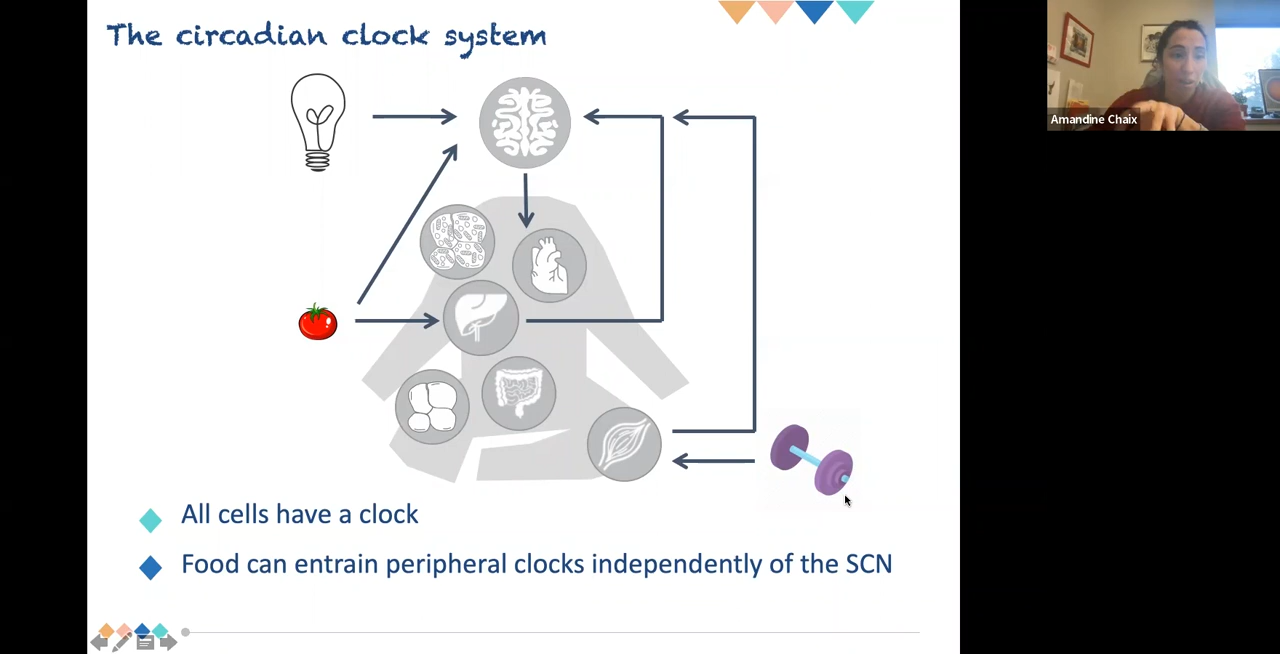 The circadian clock system
Amandine Chaix
All cells have a clock
Food can entrain peripheral clocks independently of the SCN